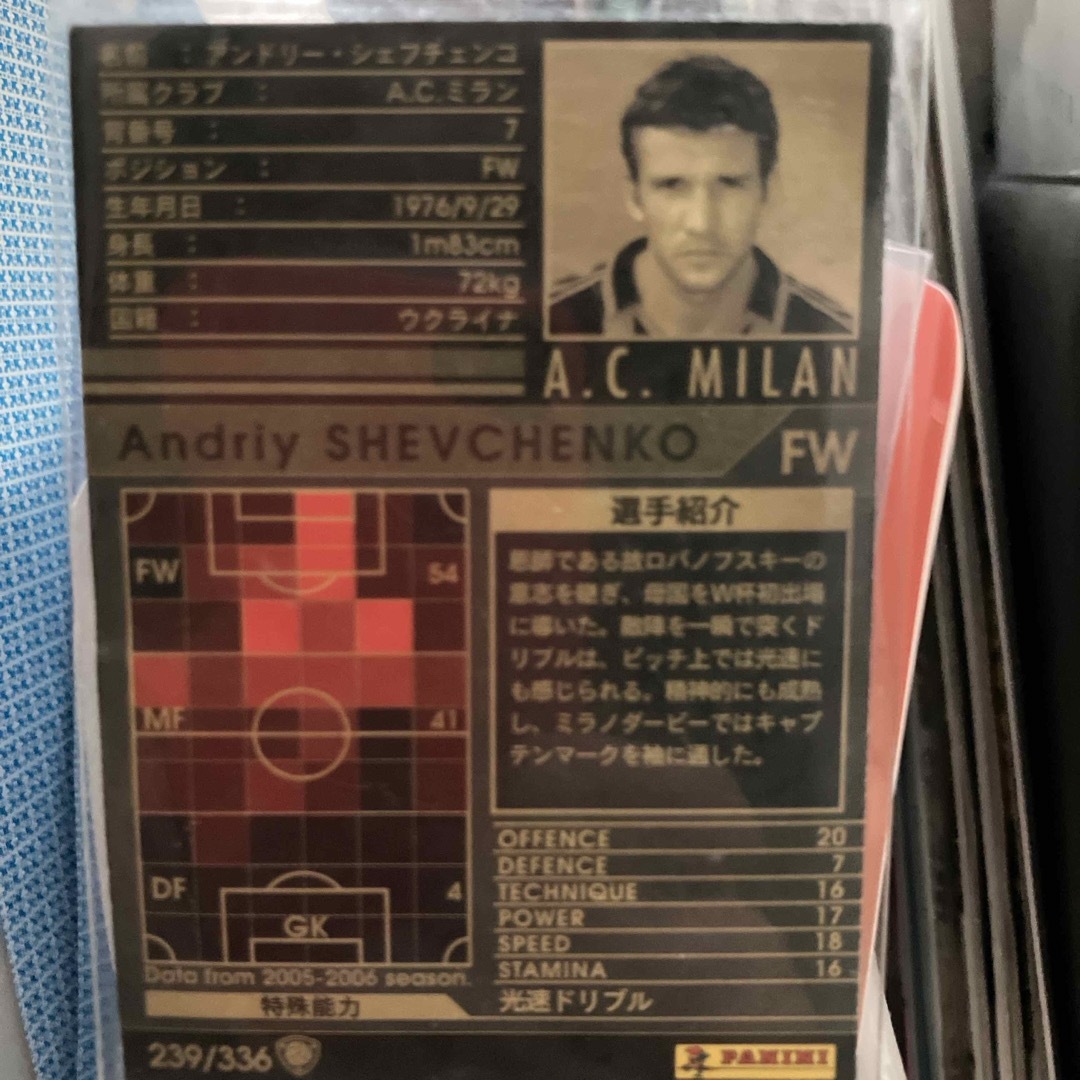 名前 : アンドリー・シェフチェンコ
所属クラブ : A.C.ミラン
背番号 : 7
ポジション : FW
生年月日 : 1976/9/29
身長 : 1m83cm
体重 : 72kg
国籍 : ウクライナ
A.C. MILAN
Andriy SHEVCHENKO FW
FW 54
MF 41
DF 4
GK
Data from 2005-2006 season.
選手紹介
恩師である故ロバノフスキーの
意志を継ぎ、母国をW杯初出場
に導いた。敵陣を一瞬で突くド
リブルは、ピッチ上では光速に
も感じられる。精神的にも成熟
し、ミラノダービーではキャプ
テンマークを袖に通した。
OFFENCE 20
DEFENCE 7
TECHNIQUE 16
POWER 17
SPEED 18
STAMINA 16
特殊能力 光速ドリブル
239/336
PANINI